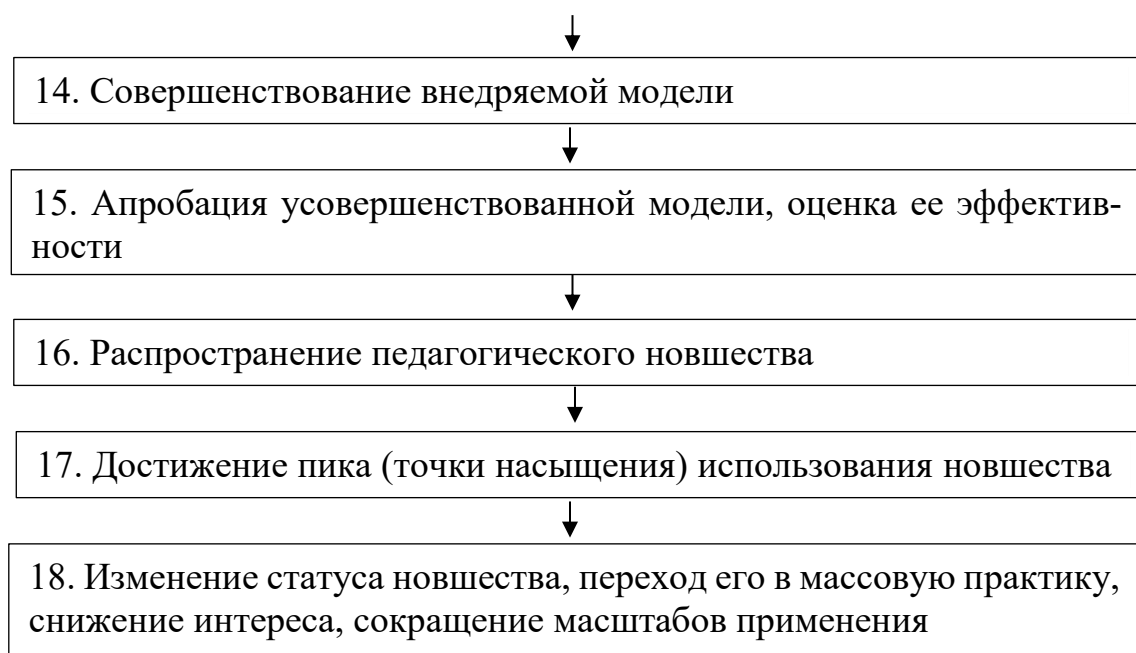 14. Совершенствование внедряемой модели
15. Апробация усовершенствованной модели, оценка ее эффектив-
ности
16. Распространение педагогического новшества
17. Достижение пика (точки насыщения) использования новшества
18. Изменение статуса новшества, переход его в массовую практику,
снижение интереса, сокращение масштабов применения